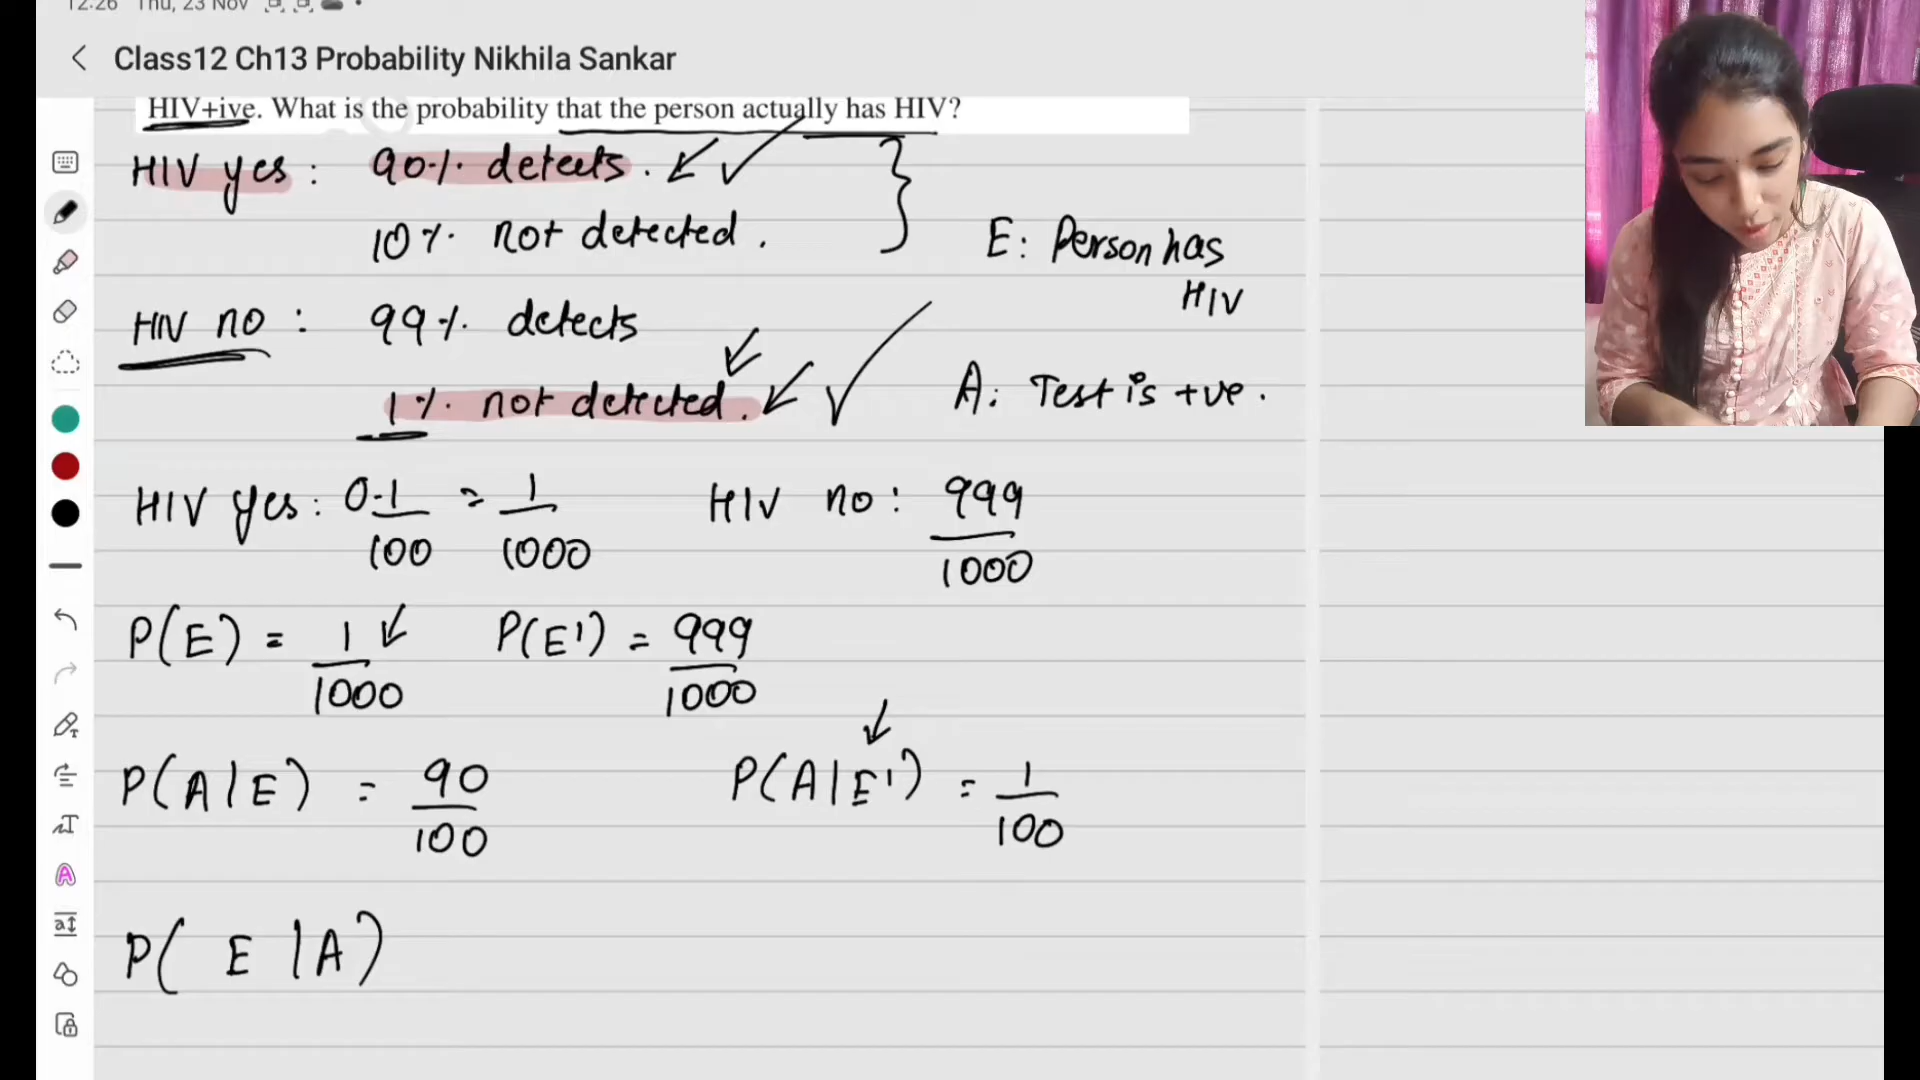 12:26 Thu, 23 Nov
Class12 Ch13 Probability Nikhila Sankar
HIV+ive. What is the probability that the person actually has HIV?
HIV yes : 90% detects.
10% not detected.
E: Person has
HIV
HIV no : 99% detects
1% not detected.
A: Test is +ve.
HIV yes: 0.1/100 = 1/1000 HIV no: 999/1000
P(E) = 1/1000 P(E') = 999/1000
P(A|E) = 90/100 P(A|E') = 1/100
P( E |A)